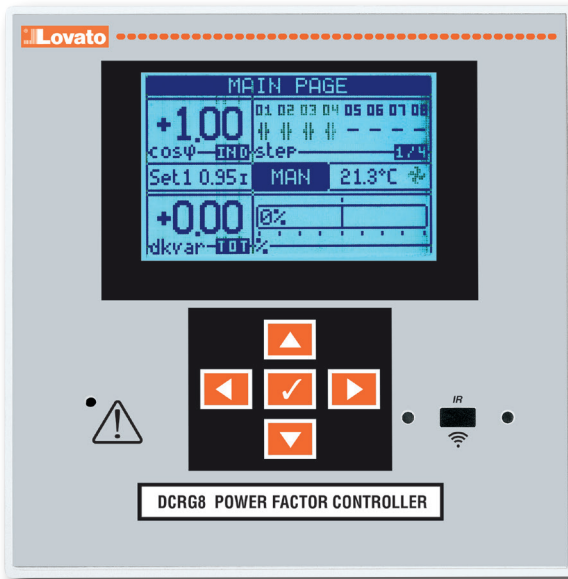 Lovato
MAIN PAGE
+1.00
01 02 03 04 05 06 07 08
cosφ IND step 1/4
Set1 0.95I MAN 21.3°C
+0.00
0%
dkvar TOT %
IR
DCRG8 POWER FACTOR CONTROLLER